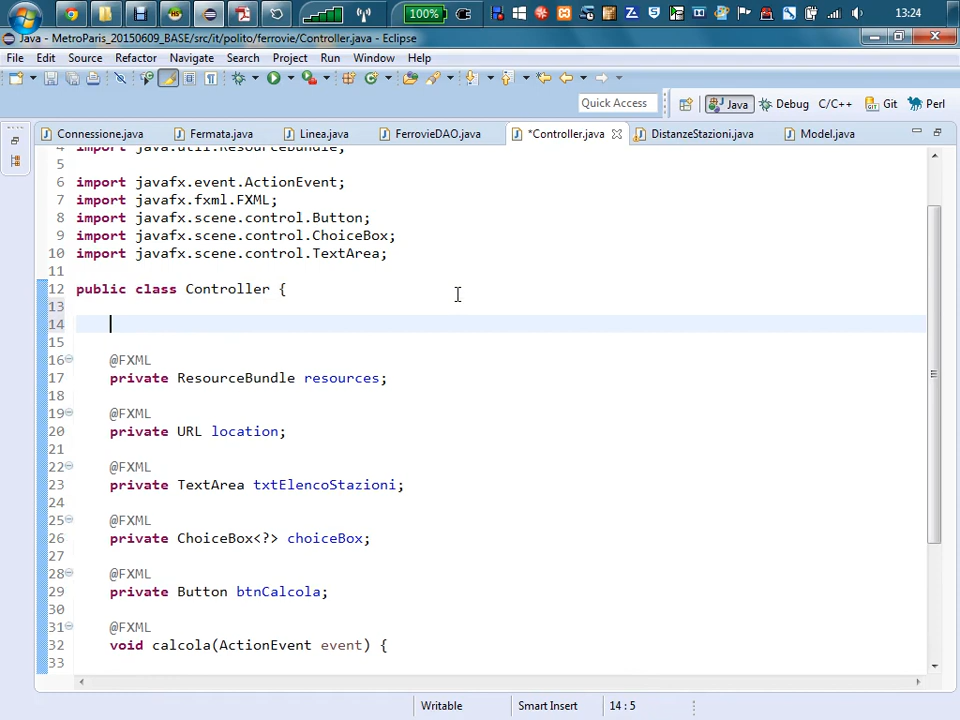 100%
13:24
Java - MetroParis_20150609_BASE/src/it/polito/ferrovie/Controller.java - Eclipse
File Edit Source Refactor Navigate Search Project Run Window Help
Quick Access Java Debug C/C++ Git Perl
Connessione.java Fermata.java Linea.java FerrovieDAO.java *Controller.java DistanzeStazioni.java Model.java
4 import java.util.ResourceBundle;
5
6 import javafx.event.ActionEvent;
7 import javafx.fxml.FXML;
8 import javafx.scene.control.Button;
9 import javafx.scene.control.ChoiceBox;
10 import javafx.scene.control.TextArea;
11
12 public class Controller {
13
14
15
16 @FXML
17 private ResourceBundle resources;
18
19 @FXML
20 private URL location;
21
22 @FXML
23 private TextArea txtElencoStazioni;
24
25 @FXML
26 private ChoiceBox<?> choiceBox;
27
28 @FXML
29 private Button btnCalcola;
30
31 @FXML
32 void calcola(ActionEvent event) {
33
Writable Smart Insert 14 : 5